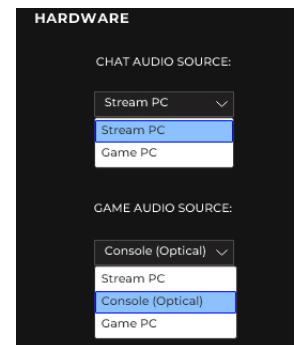 HARDWARE
CHAT AUDIO SOURCE:
Stream PC
Stream PC
Game PC
GAME AUDIO SOURCE:
Console (Optical)
Stream PC
Console (Optical)
Game PC